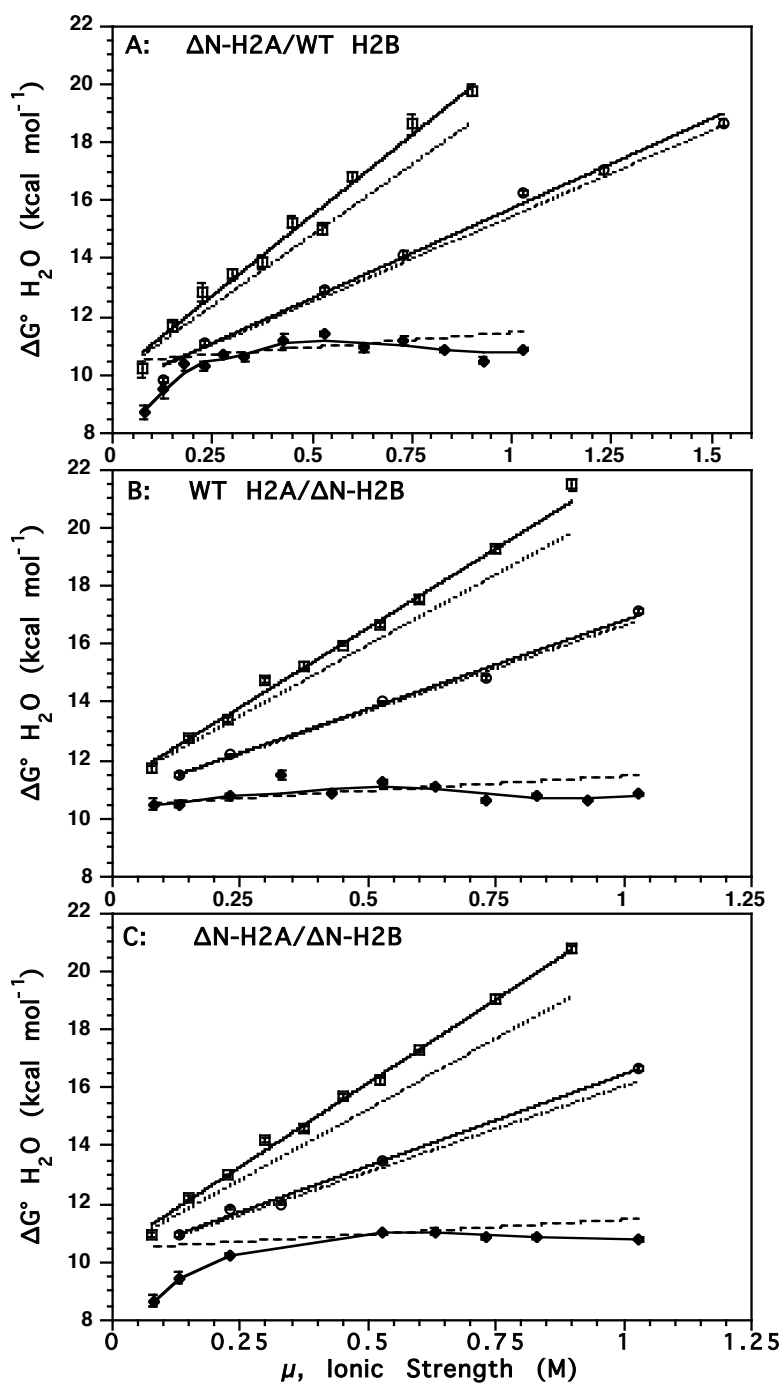 22
A: ΔN-H2A/WT H2B
20
18
16
14
12
10
8
ΔG° H₂O (kcal mol⁻¹)
0 0.25 0.5 0.75 1 1.25 1.5
22
B: WT H2A/ΔN-H2B
20
18
16
14
12
10
8
ΔG° H₂O (kcal mol⁻¹)
0 0.25 0.5 0.75 1 1.25
22
C: ΔN-H2A/ΔN-H2B
20
18
16
14
12
10
8
ΔG° H₂O (kcal mol⁻¹)
0 0.25 0.5 0.75 1 1.25
μ, Ionic Strength (M)